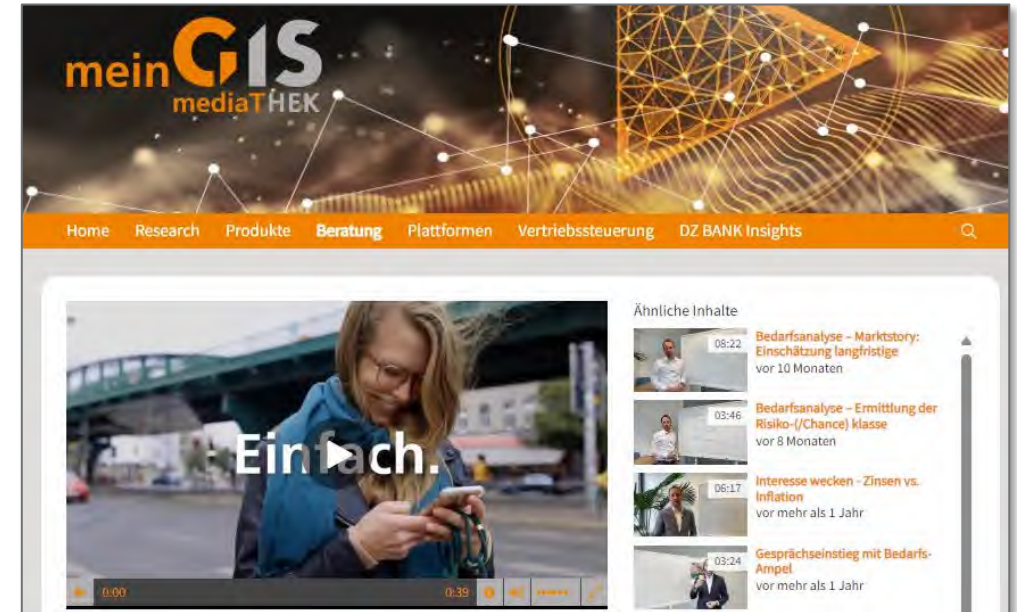 mein GIS
mediaTHEK
Home Research Produkte Beratung Plattformen Vertriebssteuerung DZ BANK Insights
Einfach.
0:00 0:39
Ähnliche Inhalte
08:22
Bedarfsanalyse – Marktstory:
Einschätzung langfristige
vor 10 Monaten
03:46
Bedarfsanalyse – Ermittlung der
Risiko-(/Chance) klasse
vor 8 Monaten
06:17
Interesse wecken - Zinsen vs.
Inflation
vor mehr als 1 Jahr
03:24
Gesprächseinstieg mit Bedarfs-
Ampel
vor mehr als 1 Jahr